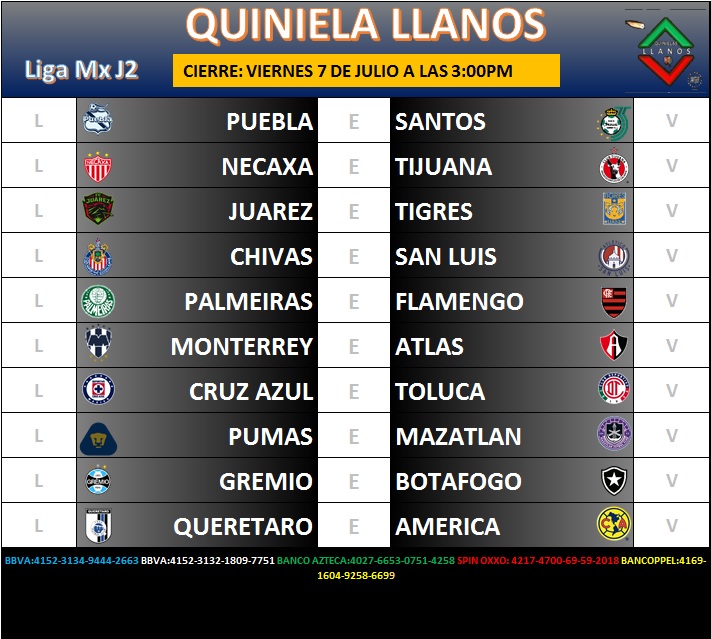 QUINIELA LLANOS
QUINIELAS
LLANOS
Liga Mx J2
CIERRE: VIERNES 7 DE JULIO A LAS 3:00PM
L PUEBLA E SANTOS V
L NECAXA E TIJUANA V
L JUAREZ E TIGRES V
L CHIVAS E SAN LUIS V
L PALMEIRAS E FLAMENGO V
L MONTERREY E ATLAS V
L CRUZ AZUL E TOLUCA V
L PUMAS E MAZATLAN V
L GREMIO E BOTAFOGO V
L QUERETARO E AMERICA V
BBVA:4152-3134-9444-2663 BBVA:4152-3132-1809-7751 BANCO AZTECA:4027-6653-0751-4258 SPIN OXXO: 4217-4700-69-59-2018 BANCOPPEL:4169-
1604-9258-6699